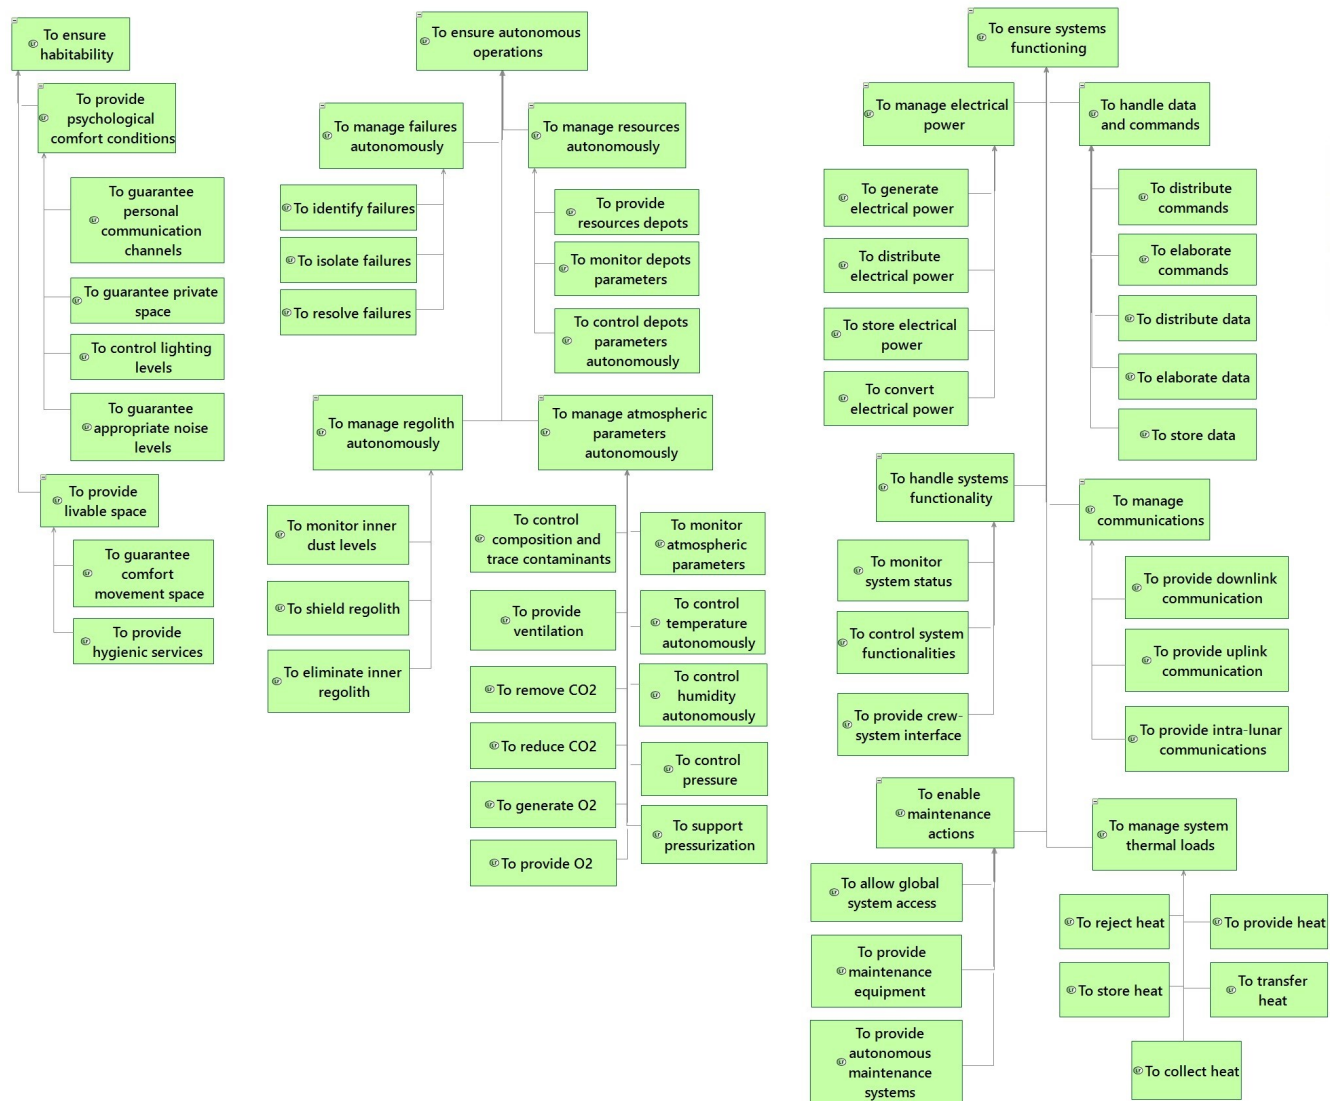 To ensure
habitability
To provide
psychological
comfort conditions
To guarantee
personal
communication
channels
To guarantee private
space
To control lighting
levels
To guarantee
appropriate noise
levels
To provide
livable space
To guarantee
comfort
movement space
To provide
hygienic services
To ensure autonomous
operations
To manage failures
autonomously
To identify failures
To isolate failures
To resolve failures
To manage resources
autonomously
To provide
resources depots
To monitor depots
parameters
To control depots
parameters
autonomously
To manage regolith
autonomously
To monitor inner
dust levels
To shield regolith
To eliminate inner
regolith
To manage atmospheric
parameters
autonomously
To control
composition and
trace contaminants
To provide
ventilation
To remove CO2
To reduce CO2
To generate O2
To provide O2
To monitor
atmospheric
parameters
To control
temperature
autonomously
To control
humidity
autonomously
To control
pressure
To support
pressurization
To ensure systems
functioning
To manage electrical
power
To generate
electrical power
To distribute
electrical power
To store electrical
power
To convert
electrical power
To handle data
and commands
To distribute
commands
To elaborate
commands
To distribute data
To elaborate data
To store data
To handle systems
functionality
To monitor
system status
To control system
functionalities
To provide crew-
system interface
To manage
communications
To provide downlink
communication
To provide uplink
communication
To provide intra-lunar
communications
To enable
maintenance
actions
To allow global
system access
To provide
maintenance
equipment
To provide
autonomous
maintenance
systems
To manage system
thermal loads
To reject heat
To provide heat
To store heat
To transfer
heat
To collect heat